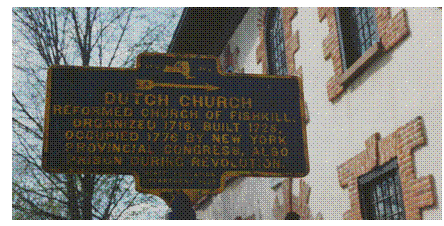 DUTCH CHURCH
REFORMED CHURCH OF FISHKILL.
ORGANIZED 1716. BUILT 1725.
OCCUPIED 1776 BY NEW YORK
PROVINCIAL CONGRESS. ALSO
PRISON DURING REVOLUTION.